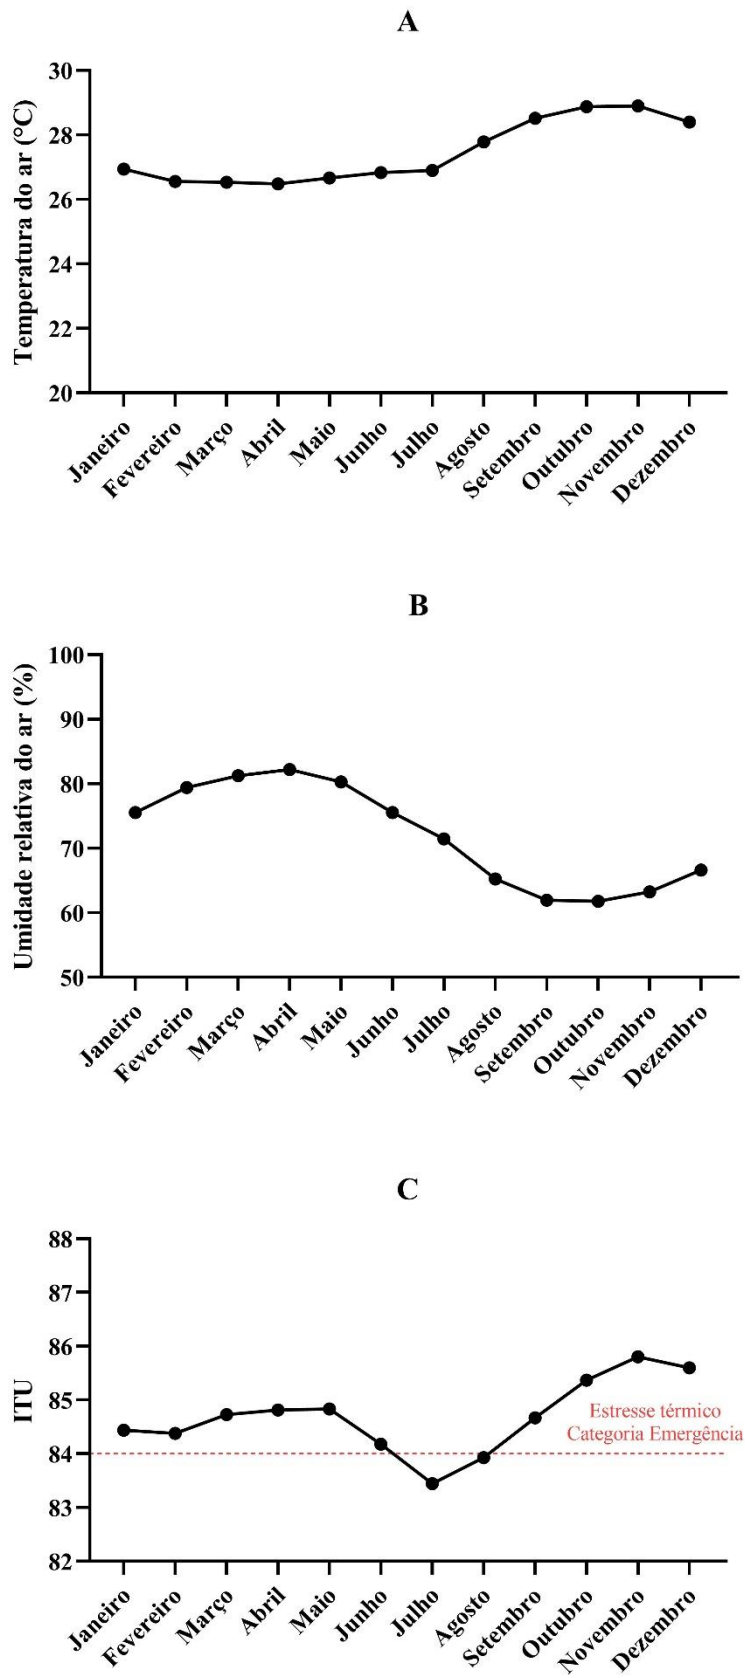 A
Temperatura do ar (°C)
30
28
26
24
22
20
Janeiro
Fevereiro
Março
Abril
Maio
Junho
Julho
Agosto
Setembro
Outubro
Novembro
Dezembro
B
Umidade relativa do ar (%)
100
90
80
70
60
50
Janeiro
Fevereiro
Março
Abril
Maio
Junho
Julho
Agosto
Setembro
Outubro
Novembro
Dezembro
C
ITU
88
87
86
85
84
83
82
Estresse térmico
Categoria Emergência
Janeiro
Fevereiro
Março
Abril
Maio
Junho
Julho
Agosto
Setembro
Outubro
Novembro
Dezembro